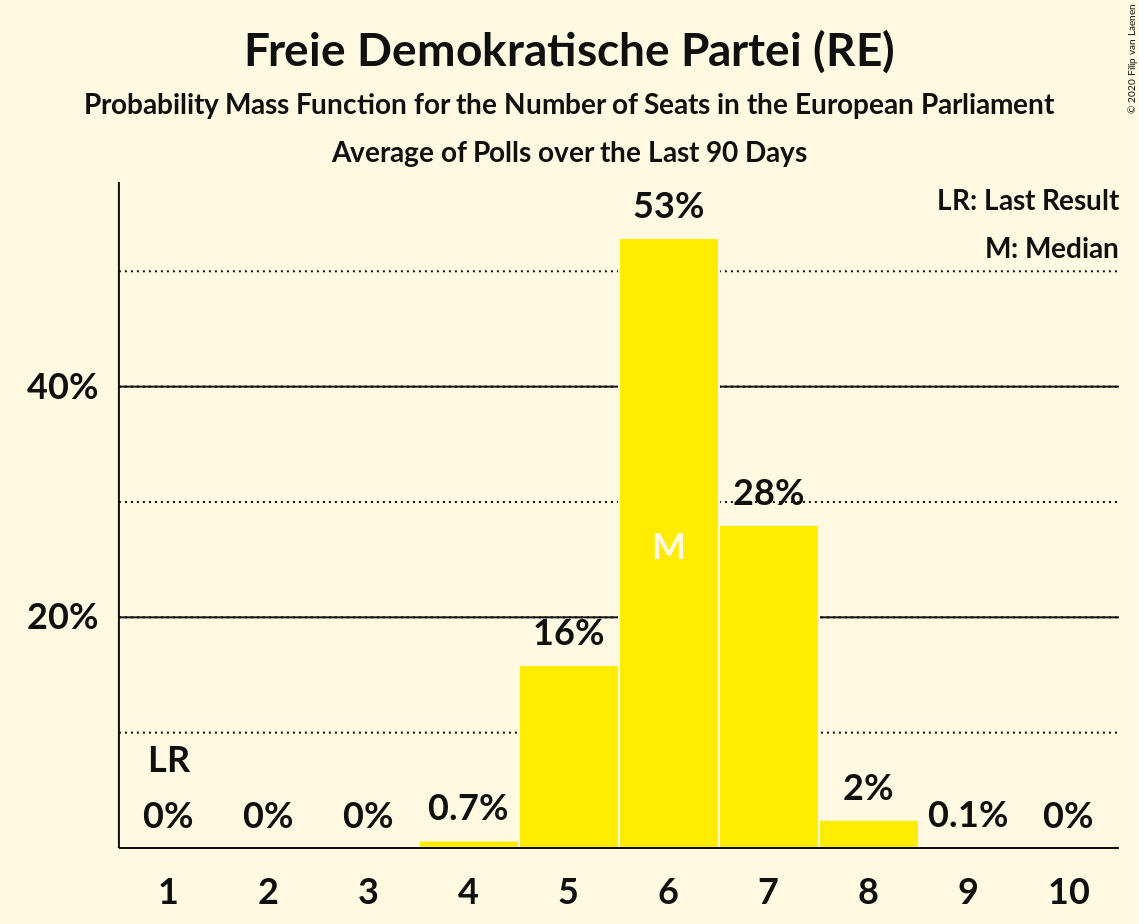 Freie Demokratische Partei (RE)
Probability Mass Function for the Number of Seats in the European Parliament
Average of Polls over the Last 90 Days
© 2020 Filip van Laenen
LR: Last Result
M: Median
53%
40%
28%
M
20%
16%
LR
0%
0%
0%
0.7%
2%
0.1%
0%
1 2 3 4 5 6 7 8 9 10